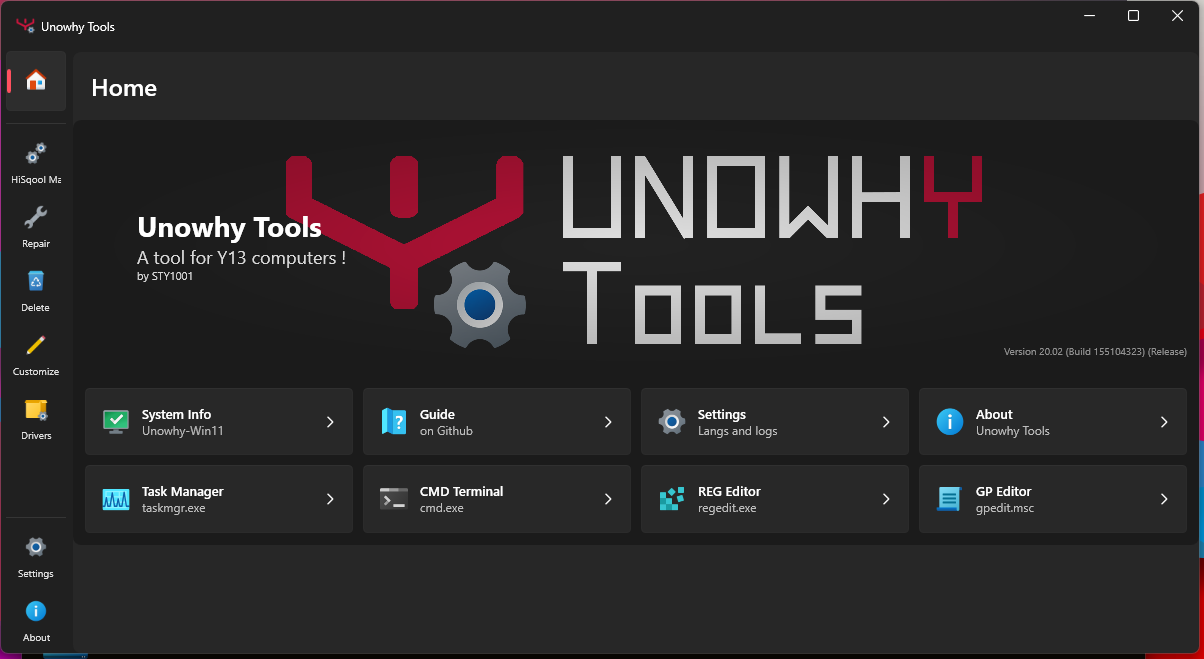 Unowhy Tools
Home
HiSqool Ma
Repair
Delete
Customize
Drivers
Settings
About
UNOWHY
TOOLS
Unowhy Tools
A tool for Y13 computers !
by STY1001
Version 20.02 (Build 155104323) (Release)
System Info
Unowhy-Win11
Guide
on Github
Settings
Langs and logs
About
Unowhy Tools
Task Manager
taskmgr.exe
CMD Terminal
cmd.exe
REG Editor
regedit.exe
GP Editor
gpedit.msc